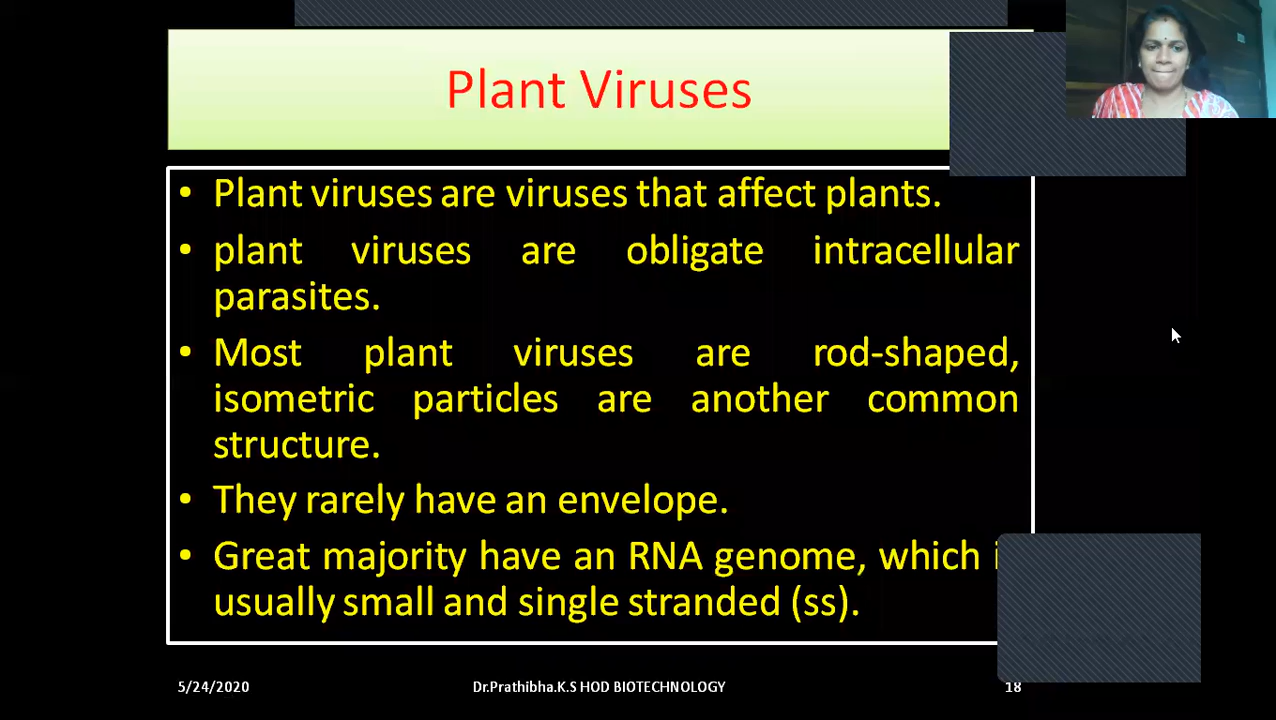 Plant Viruses
• Plant viruses are viruses that affect plants.
• plant viruses are obligate intracellular
parasites.
• Most plant viruses are rod-shaped,
isometric particles are another common
structure.
• They rarely have an envelope.
• Great majority have an RNA genome, which
usually small and single stranded (ss).
5/24/2020
Dr.Prathibha.K.S HOD BIOTECHNOLOGY
18